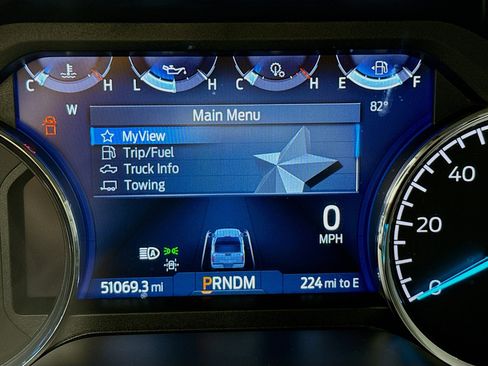 C H L H C H E F
W
82°
Main Menu
MyView
Trip/Fuel
Truck Info
Towing
0
MPH
A
51069.3 mi
PRNDM
224 mi to E
40
20
0